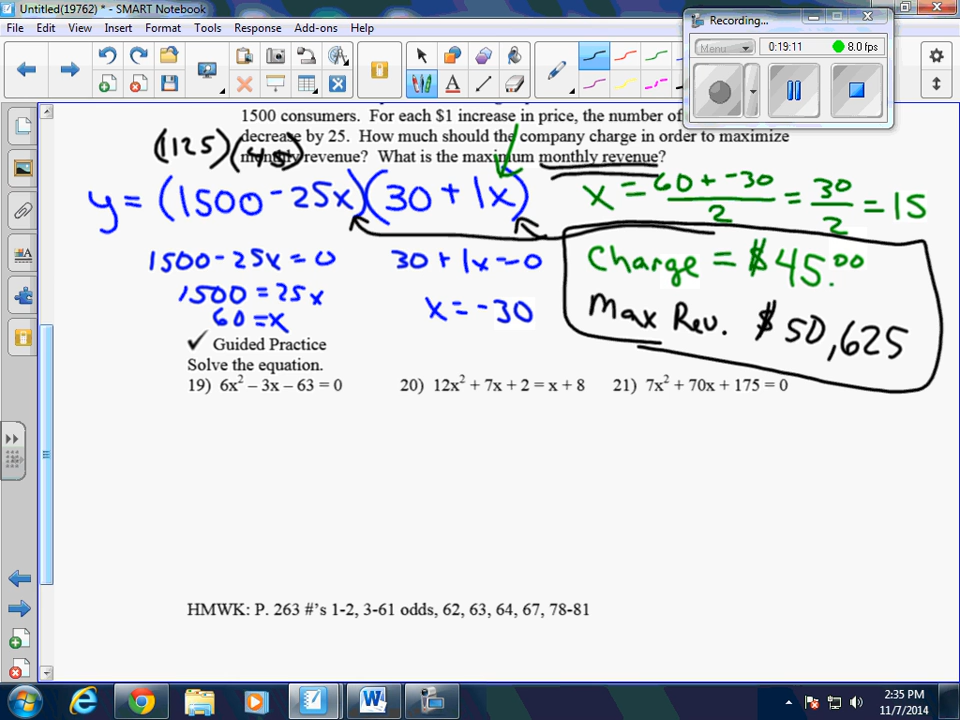 Untitled(19762) * - SMART Notebook
File Edit View Insert Format Tools Response Add-ons Help
Recording...
Menu 0:19:11 8.0 fps
1500 consumers. For each $1 increase in price, the number of
decrease by 25. How much should the company charge in order to maximize
monthly revenue? What is the maximum monthly revenue?
(1125)(45)
y = (1500 - 25x)(30 + 1x)
x = 60 + -30 / 2 = 30 / 2 = 15
1500 - 25x = 0
30 + 1x = 0
Charge = $45.00
1500 = 25x
60 = x
x = -30
Max Rev. $50,625
✓ Guided Practice
Solve the equation.
19) 6x² – 3x – 63 = 0 20) 12x² + 7x + 2 = x + 8 21) 7x² + 70x + 175 = 0
HMWK: P. 263 #’s 1-2, 3-61 odds, 62, 63, 64, 67, 78-81
2:35 PM
11/7/2014